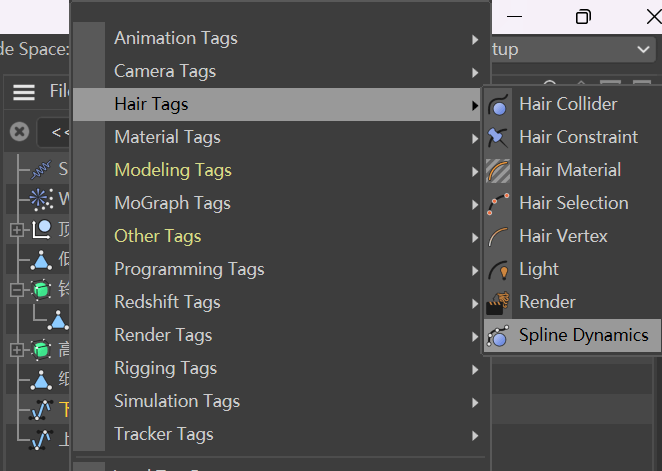 de Space:
tup
Animation Tags
Camera Tags
Hair Tags
Material Tags
Modeling Tags
MoGraph Tags
Other Tags
Programming Tags
Redshift Tags
Render Tags
Rigging Tags
Simulation Tags
Tracker Tags
Hair Collider
Hair Constraint
Hair Material
Hair Selection
Hair Vertex
Light
Render
Spline Dynamics
File
<<
S
W
顶
低
铃
高
纸
下
上